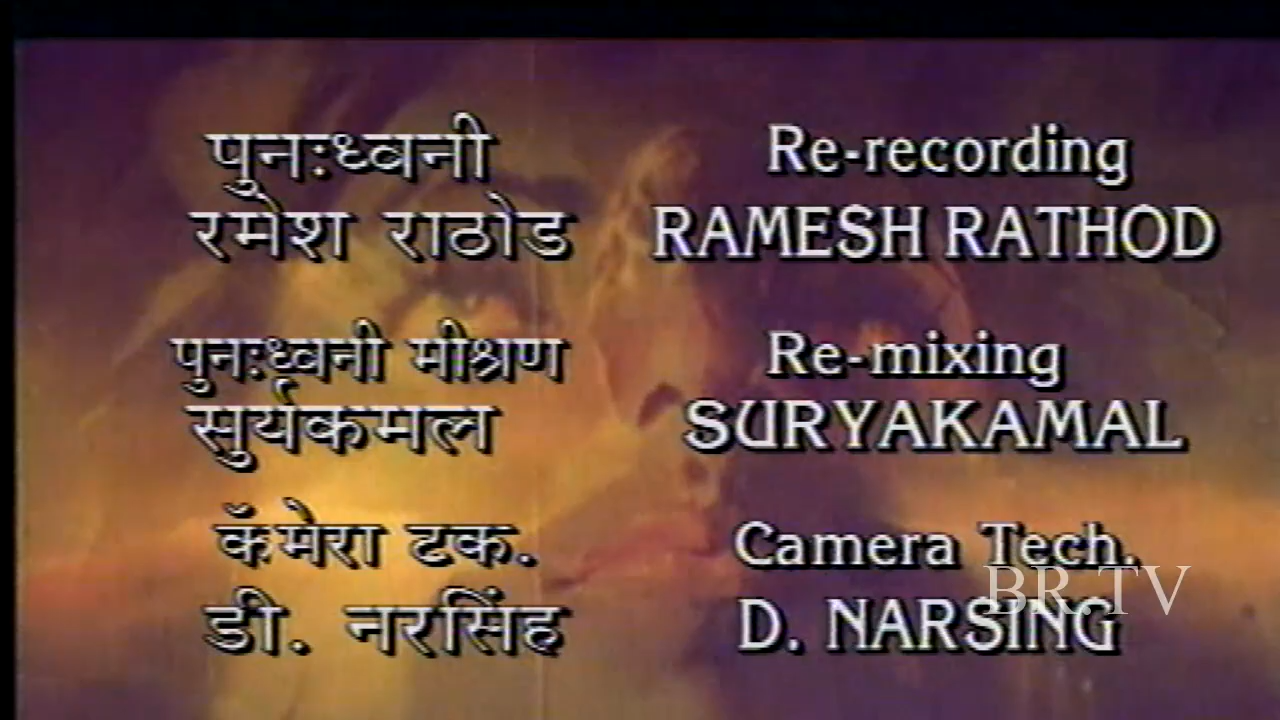 पुनःध्वनी
रमेश राठोड
Re-recording
RAMESH RATHOD
पुनःध्वनी मीश्रण
सुर्यकमल
Re-mixing
SURYAKAMAL
कॅमेरा टक.
डी. नरसिंह
Camera Tech.
D. NARSING
BR.TV